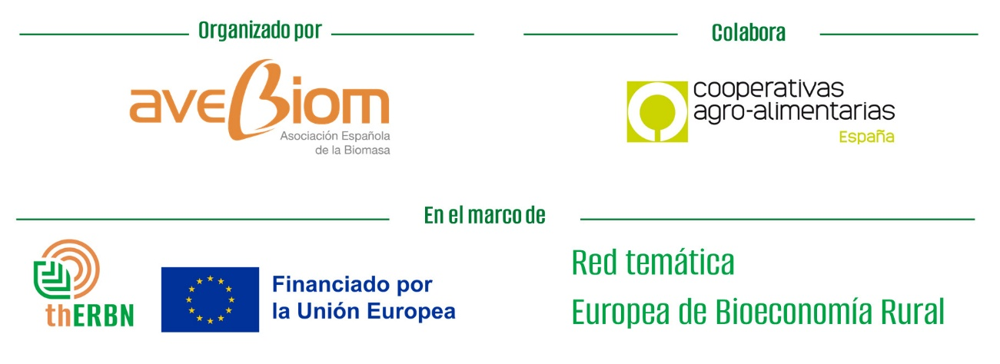 Organizado por
Colabora
aveBiom
Asociación Española
de la Biomasa
cooperativas
agro-alimentarias
España
En el marco de
thERBN
Financiado por
la Unión Europea
Red temática
Europea de Bioeconomía Rural